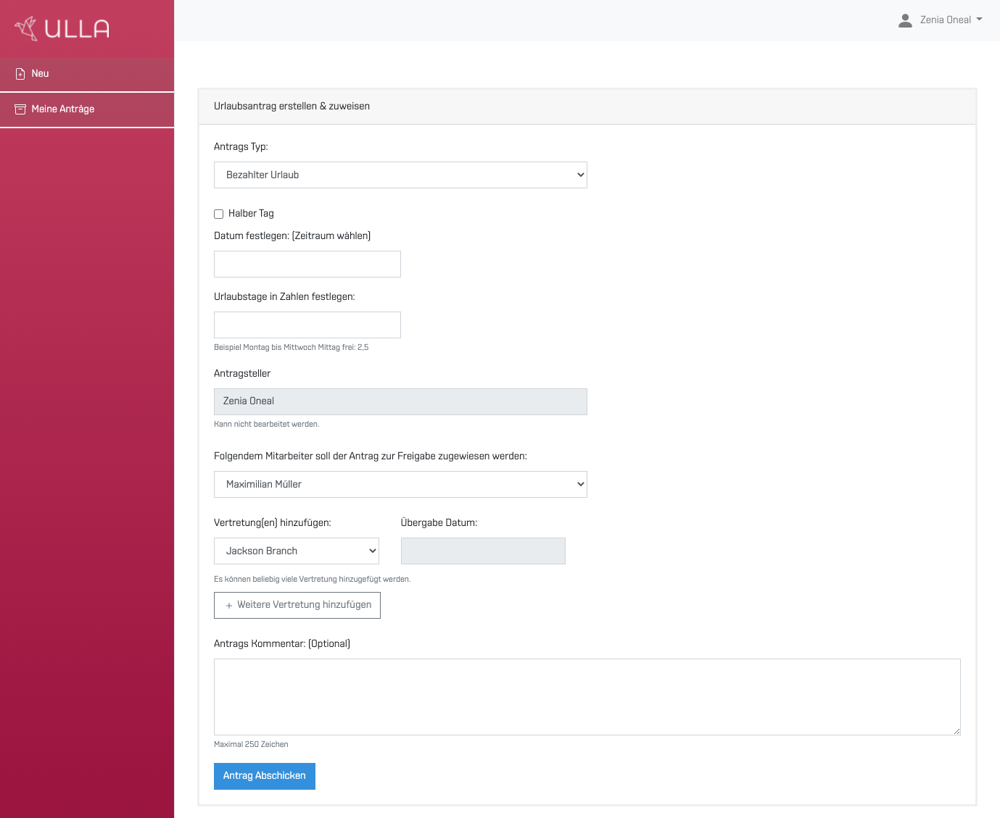 ULLA
Zenia Oneal
Neu
Meine Anträge
Urlaubsantrag erstellen & zuweisen
Antrags Typ:
Bezahlter Urlaub
Halber Tag
Datum festlegen: (Zeitraum wählen)
Urlaubstage in Zahlen festlegen:
Beispiel Montag bis Mittwoch Mittag frei: 2,5
Antragsteller
Zenia Oneal
Kann nicht bearbeitet werden.
Folgendem Mitarbeiter soll der Antrag zur Freigabe zugewiesen werden:
Maximilian Müller
Vertretung(en) hinzufügen: Übergabe Datum:
Jackson Branch
Es können beliebig viele Vertretung hinzugefügt werden.
+ Weitere Vertretung hinzufügen
Antrags Kommentar: (Optional)
Maximal 250 Zeichen
Antrag Abschicken